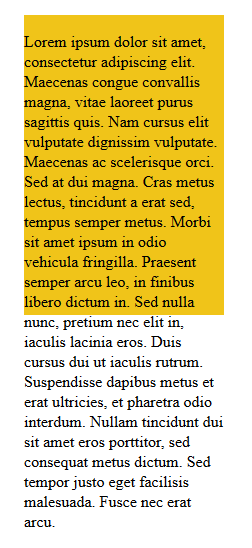 Lorem ipsum dolor sit amet,
consectetur adipiscing elit.
Maecenas congue convallis
magna, vitae laoreet purus
sagittis quis. Nam cursus elit
vulputate dignissim vulputate.
Maecenas ac scelerisque orci.
Sed at dui magna. Cras metus
lectus, tincidunt a erat sed,
tempus semper metus. Morbi
sit amet ipsum in odio
vehicula fringilla. Praesent
semper arcu leo, in finibus
libero dictum in. Sed nulla
nunc, pretium nec elit in,
iaculis lacinia eros. Duis
cursus dui ut iaculis rutrum.
Suspendisse dapibus metus et
erat ultricies, et pharetra odio
interdum. Nullam tincidunt dui
sit amet eros porttitor, sed
consequat metus dictum. Sed
tempor justo eget facilisis
malesuada. Fusce nec erat
arcu.